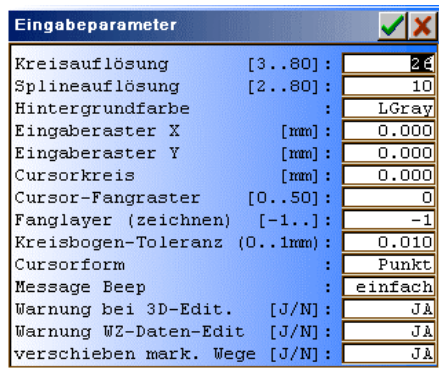 Eingabeparameter
Kreisauflösung [3..80]: 26
Splineauflösung [2..80]: 10
Hintergrundfarbe : LGray
Eingaberaster X [mm]: 0.000
Eingaberaster Y [mm]: 0.000
Cursorkreis [mm]: 0.000
Cursor-Fangraster [0..50]: 0
Fanglayer (zeichnen) [-1..]: -1
Kreisbogen-Toleranz (0..1mm): 0.010
Cursorform : Punkt
Message Beep : einfach
Warnung bei 3D-Edit. [J/N]: JA
Warnung WZ-Daten-Edit [J/N]: JA
verschieben mark. Wege [J/N]: JA